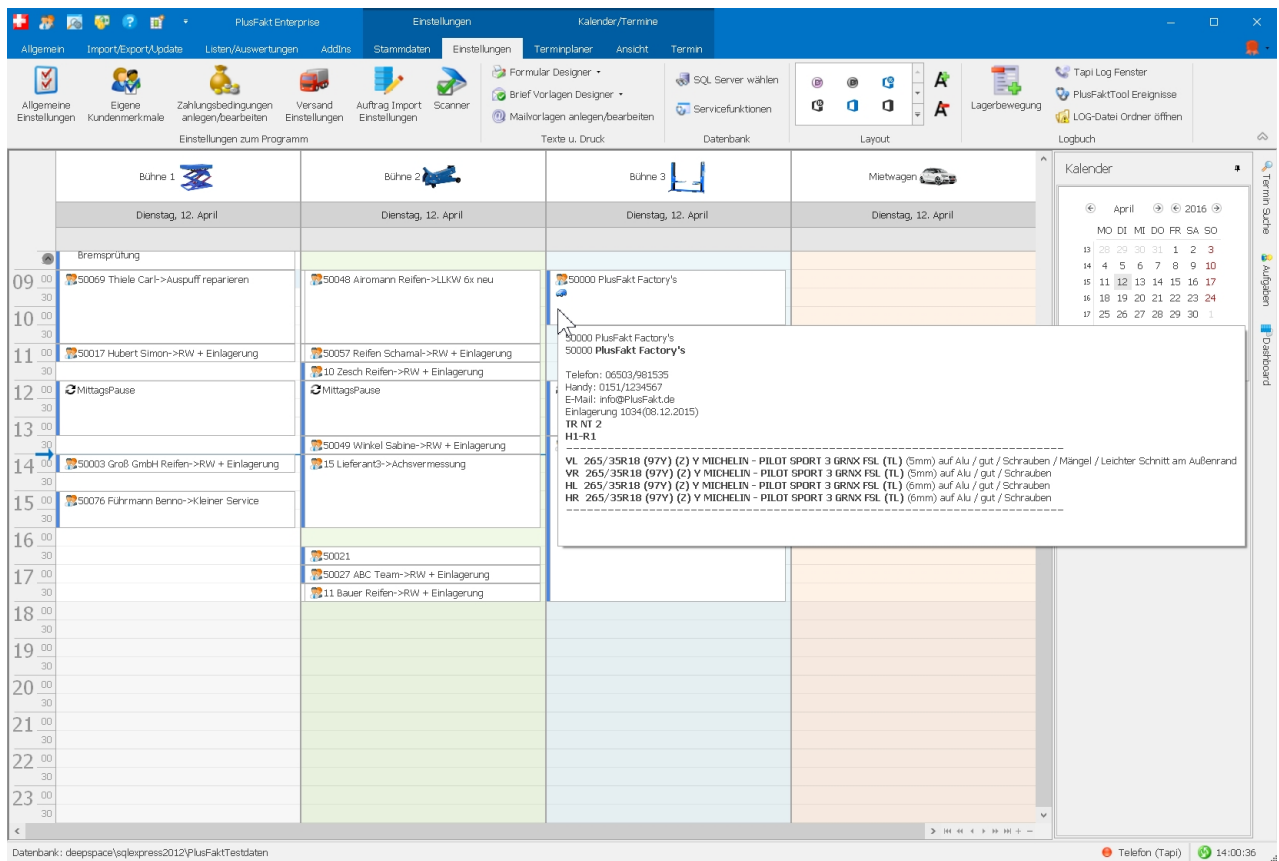 PlusFakt Enterprise
Einstellungen
Kalender/Termine
Allgemein
Import/Export/Update
Listen/Auswertungen
AddIns
Stammdaten
Einstellungen
Terminplaner
Ansicht
Termin
Allgemeine Einstellungen
Eigene Kundenmerkmale
Zahlungsbedingungen anlegen/bearbeiten
Versand Einstellungen
Auftrag Import Einstellungen
Scanner
Formular Designer
Brief Vorlagen Designer
Mailvorlagen anlegen/bearbeiten
SQL Server wählen
Servicefunktionen
Lagerbewegung
Tapi Log Fenster
PlusFaktTool Ereignisse
LOG-Datei Ordner öffnen
Einstellungen zum Programm
Texte u. Druck
Datenbank
Layout
Logbuch
Bühne 1
Bühne 2
Bühne 3
Mietwagen
Dienstag, 12. April
Dienstag, 12. April
Dienstag, 12. April
Dienstag, 12. April
Kalender
April 2016
MO DI MI DO FR SA SO
13 28 29 30 31 1 2 3
14 4 5 6 7 8 9 10
15 11 12 13 14 15 16 17
16 18 19 20 21 22 23 24
17 25 26 27 28 29 30 1
Termin Suche
Aufgaben
Dashboard
09 00
30
10 00
30
11 00
30
12 00
30
13 00
30
14 00
30
15 00
30
16 00
30
17 00
30
18 00
30
19 00
30
20 00
30
21 00
30
22 00
30
23 00
30
Bremsprüfung
50069 Thiele Carl->Auspuff reparieren
50017 Hubert Simon->RW + Einlagerung
MittagsPause
50003 Groß GmbH Reifen->RW + Einlagerung
50076 Führmann Benno->Kleiner Service
50048 Airomann Reifen->LLKW 6x neu
50057 Reifen Schamal->RW + Einlagerung
10 Zesch Reifen->RW + Einlagerung
MittagsPause
50049 Winkel Sabine->RW + Einlagerung
15 Lieferant3->Achsvermessung
50021
50027 ABC Team->RW + Einlagerung
11 Bauer Reifen->RW + Einlagerung
50000 PlusFakt Factory's
50000 PlusFakt Factory's
50000 PlusFakt Factory's
Telefon: 06503/981535
Handy: 0151/1234567
E-Mail: info@PlusFakt.de
Einlagerung 1034(08.12.2015)
TR NT 2
H1-R1
VL 265/35R18 (97Y) (Z) Y MICHELIN - PILOT SPORT 3 GRNX FSL (TL) (5mm) auf Alu / gut / Schrauben / Mängel / Leichter Schnitt am Außenrand
VR 265/35R18 (97Y) (Z) Y MICHELIN - PILOT SPORT 3 GRNX FSL (TL) (5mm) auf Alu / gut / Schrauben
HL 265/35R18 (97Y) (Z) Y MICHELIN - PILOT SPORT 3 GRNX FSL (TL) (6mm) auf Alu / gut / Schrauben
HR 265/35R18 (97Y) (Z) Y MICHELIN - PILOT SPORT 3 GRNX FSL (TL) (6mm) auf Alu / gut / Schrauben
Datenbank: deepspace\sqlexpress2012\PlusFaktTestdaten
Telefon (Tapi)
14:00:36